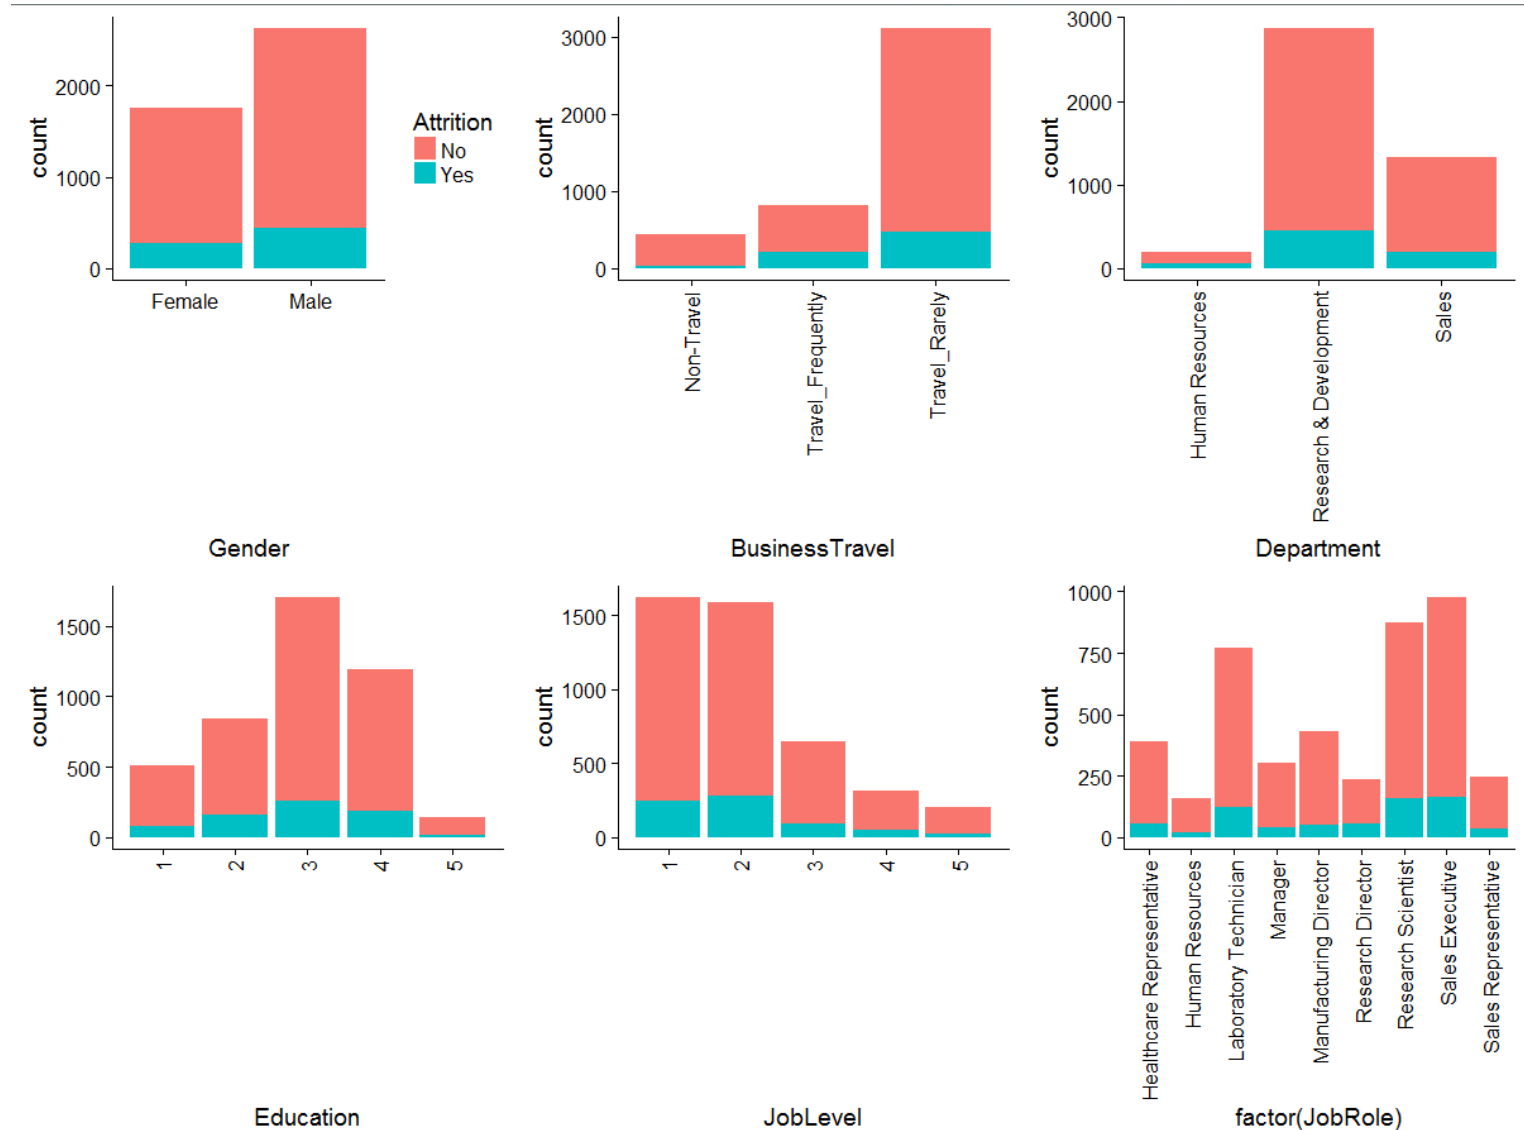 count
2000
1000
0
Female
Male
Gender
Attrition
No
Yes
count
3000
2000
1000
0
Non-Travel
Travel_Frequently
Travel_Rarely
BusinessTravel
count
3000
2000
1000
0
Human Resources
Research & Development
Sales
Department
count
1500
1000
500
0
1
2
3
4
5
Education
count
1500
1000
500
0
1
2
3
4
5
JobLevel
count
1000
750
500
250
0
Healthcare Representative
Human Resources
Laboratory Technician
Manager
Manufacturing Director
Research Director
Research Scientist
Sales Executive
Sales Representative
factor(JobRole)